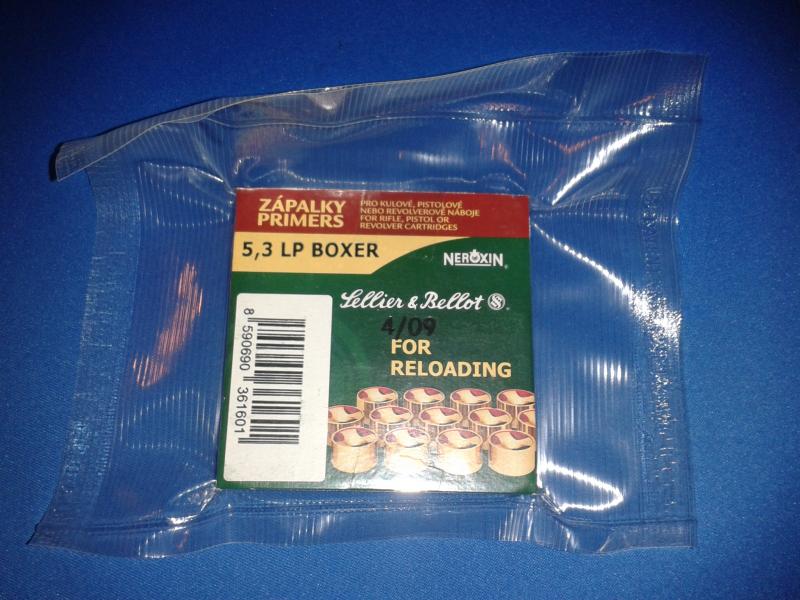 ZÁPALKY
PRIMERS
PRO KULOVÉ, PISTOLOVÉ
NEBO REVOLVEROVÉ NÁBOJE
FOR RIFLE, PISTOL OR
REVOLVER CARTRIDGES
5,3 LP BOXER
NEROXIN®
Sellier & Bellot S&B®
4/09
FOR
RELOADING
8 590690 361601